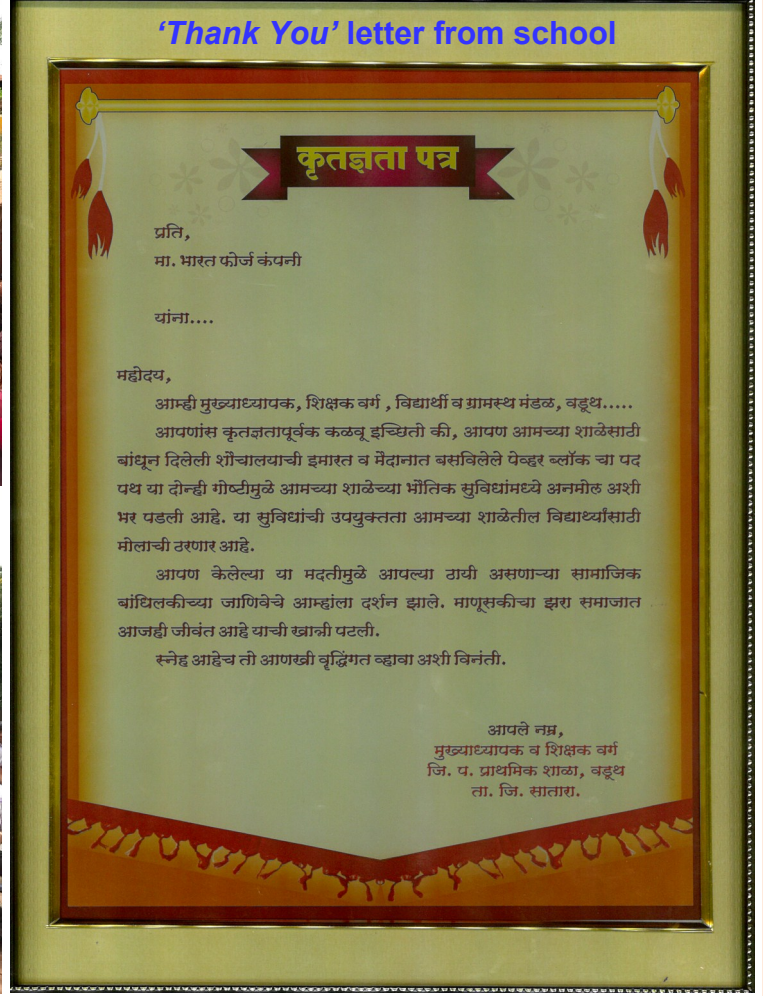 ‘Thank You’ letter from school
कृतज्ञता पत्र
प्रति,
मा. भारत फोर्ज कंपनी
यांना....
महोदय,
आम्ही मुख्याध्यापक, शिक्षक वर्ग , विद्यार्थी व ग्रामस्थ मंडळ, वडूथ.....
आपणांस कृतज्ञतापूर्वक कळवू इच्छितो की, आपण आमच्या शाळेसाठी
बांधून दिलेली शौचालयाची इमारत व मैदानात बसविलेले पेव्हर ब्लॉक चा पद
पथ या दोन्ही गोष्टीमुळे आमच्या शाळेच्या भौतिक सुविधांमध्ये अनमोल अशी
भर पडली आहे. या सुविधांची उपयुक्तता आमच्या शाळेतील विद्यार्थ्यांसाठी
मोलाची ठरणार आहे.
आपण केलेल्या या मदतीमुळे आपल्या ठायी असणाऱ्या सामाजिक
बांधिलकीच्या जाणिवेचे आम्हांला दर्शन झाले. माणूसकीचा झरा समाजात
आजही जीवंत आहे याची खात्री पटली.
स्नेह आहेच तो आणखी वृद्धिंगत व्हावा अशी विनंती.
आपले नम्र,
मुख्याध्यापक व शिक्षक वर्ग
जि. प. प्राथमिक शाळा, वडूथ
ता. जि. सातारा.